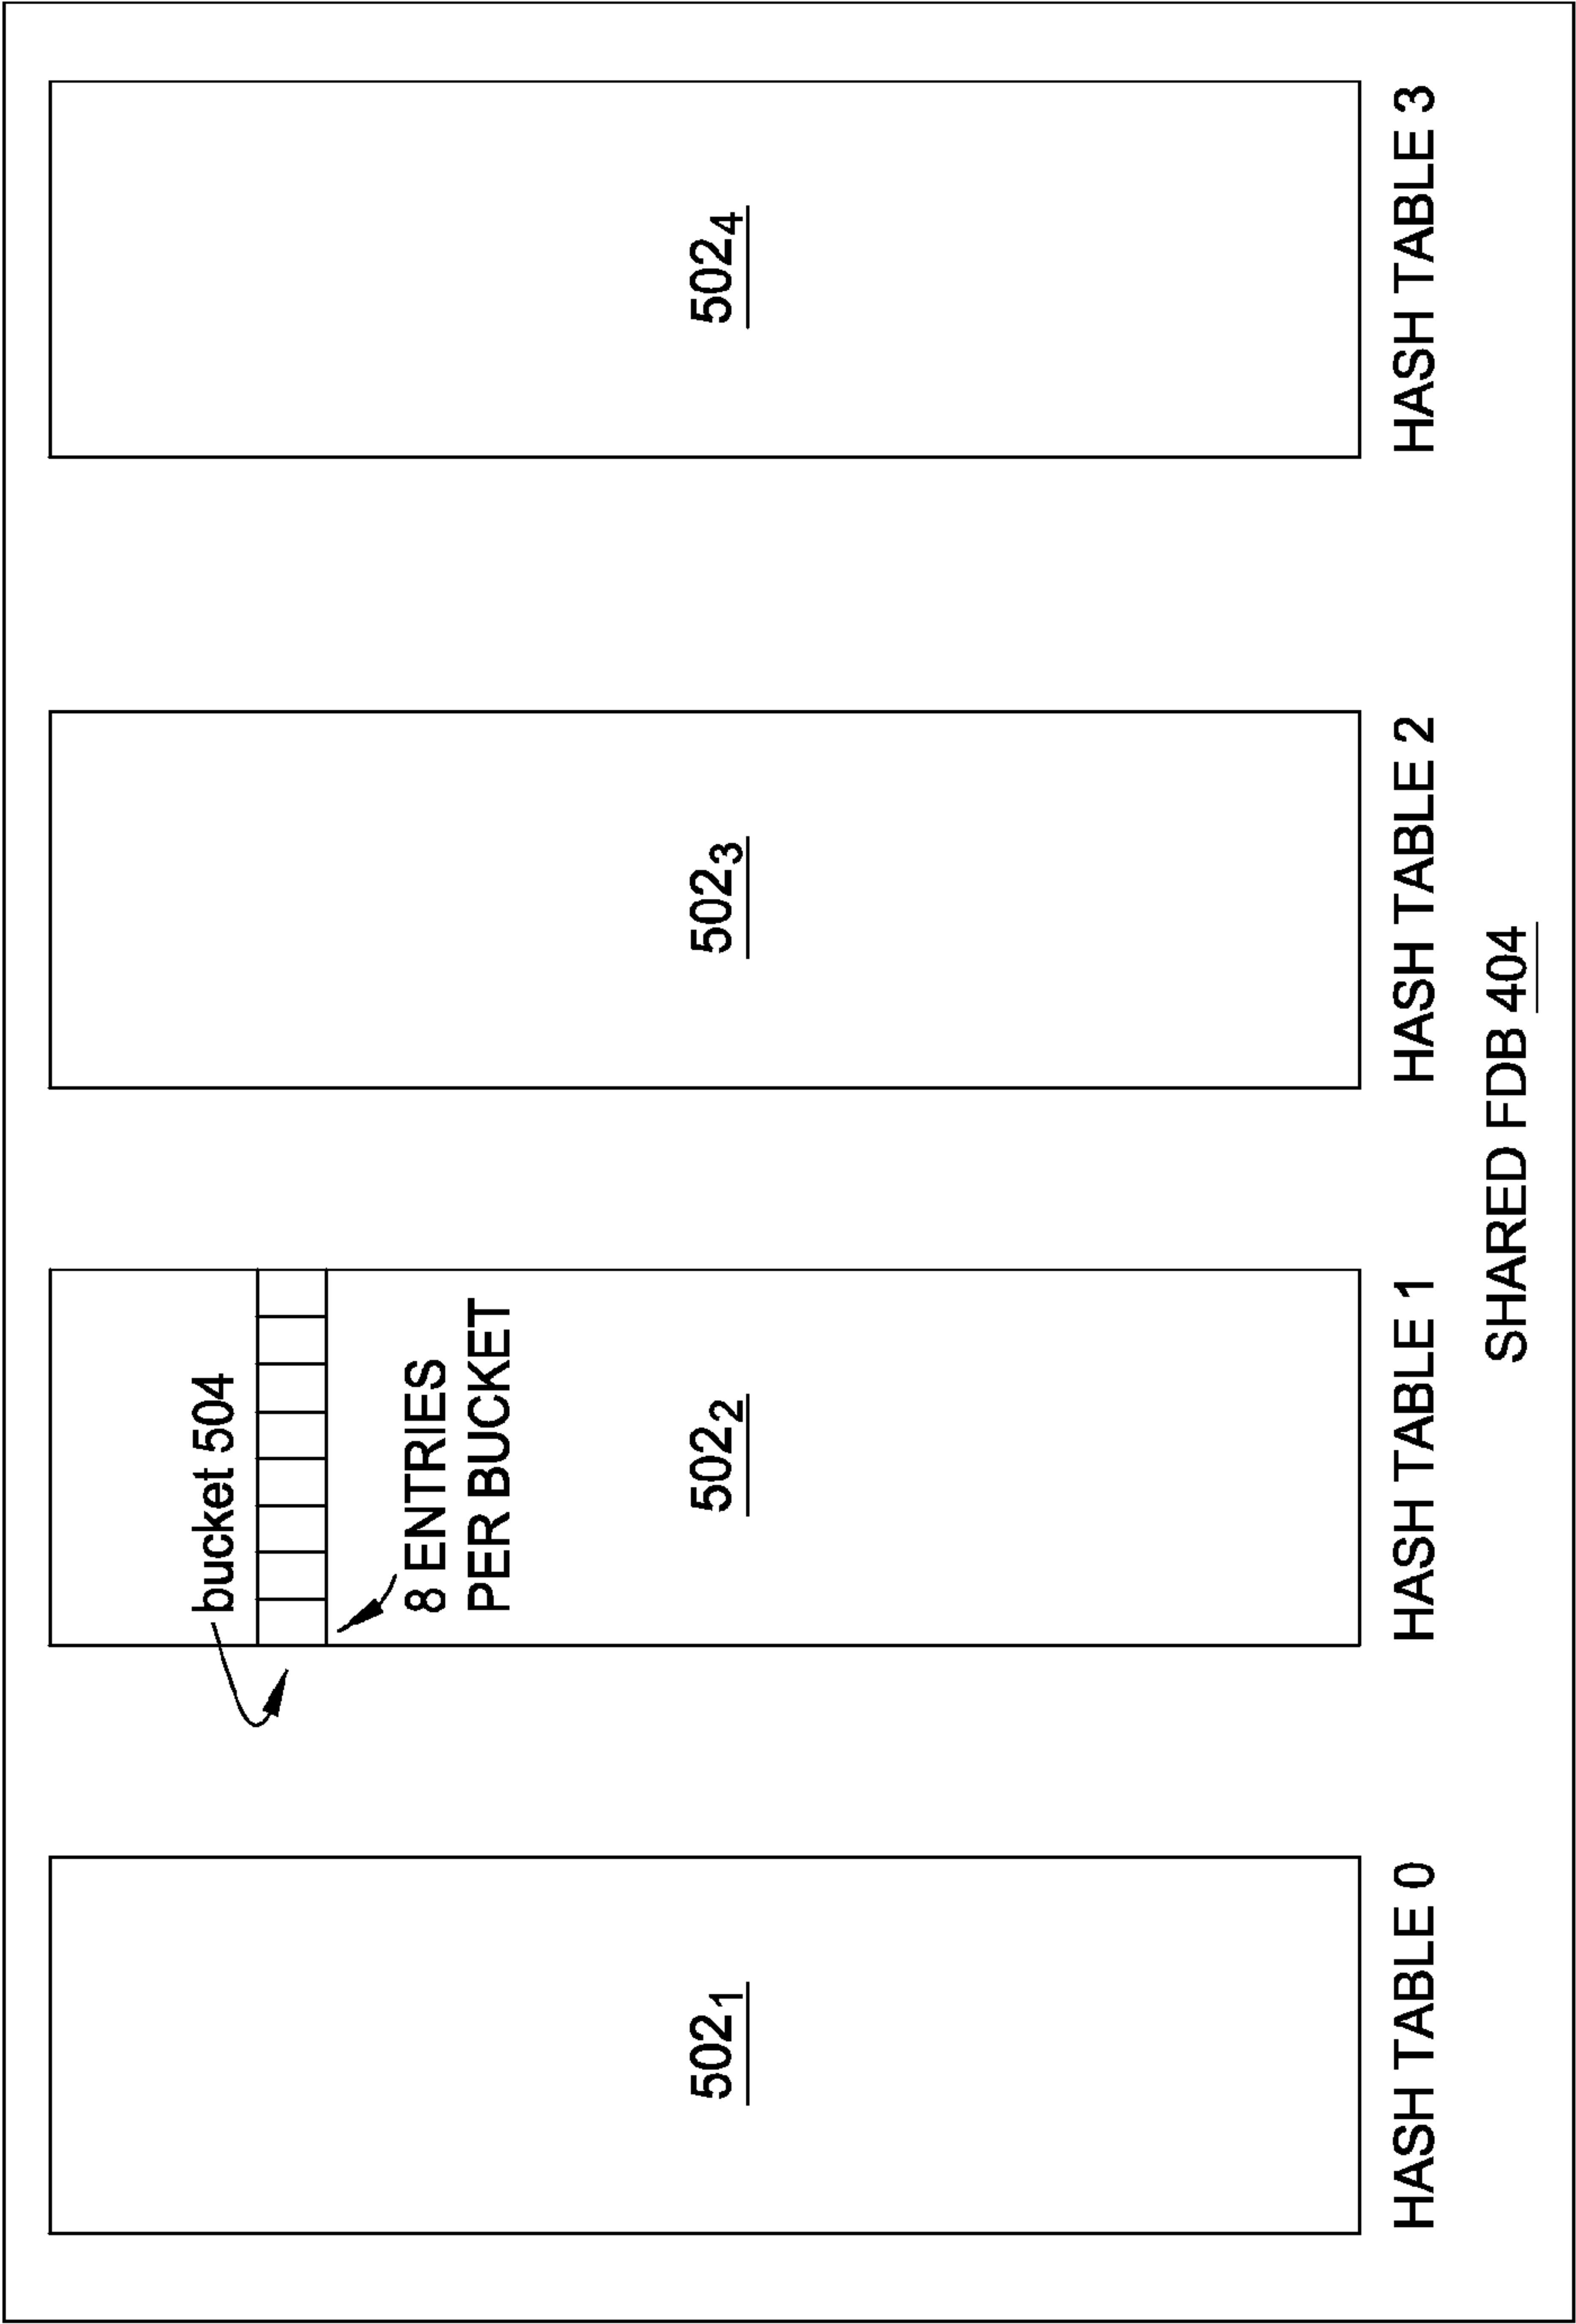 bucket 504
8 ENTRIES
PER BUCKET
502₁
502₂
502₃
502₄
HASH TABLE 0
HASH TABLE 1
HASH TABLE 2
HASH TABLE 3
SHARED FDB 404